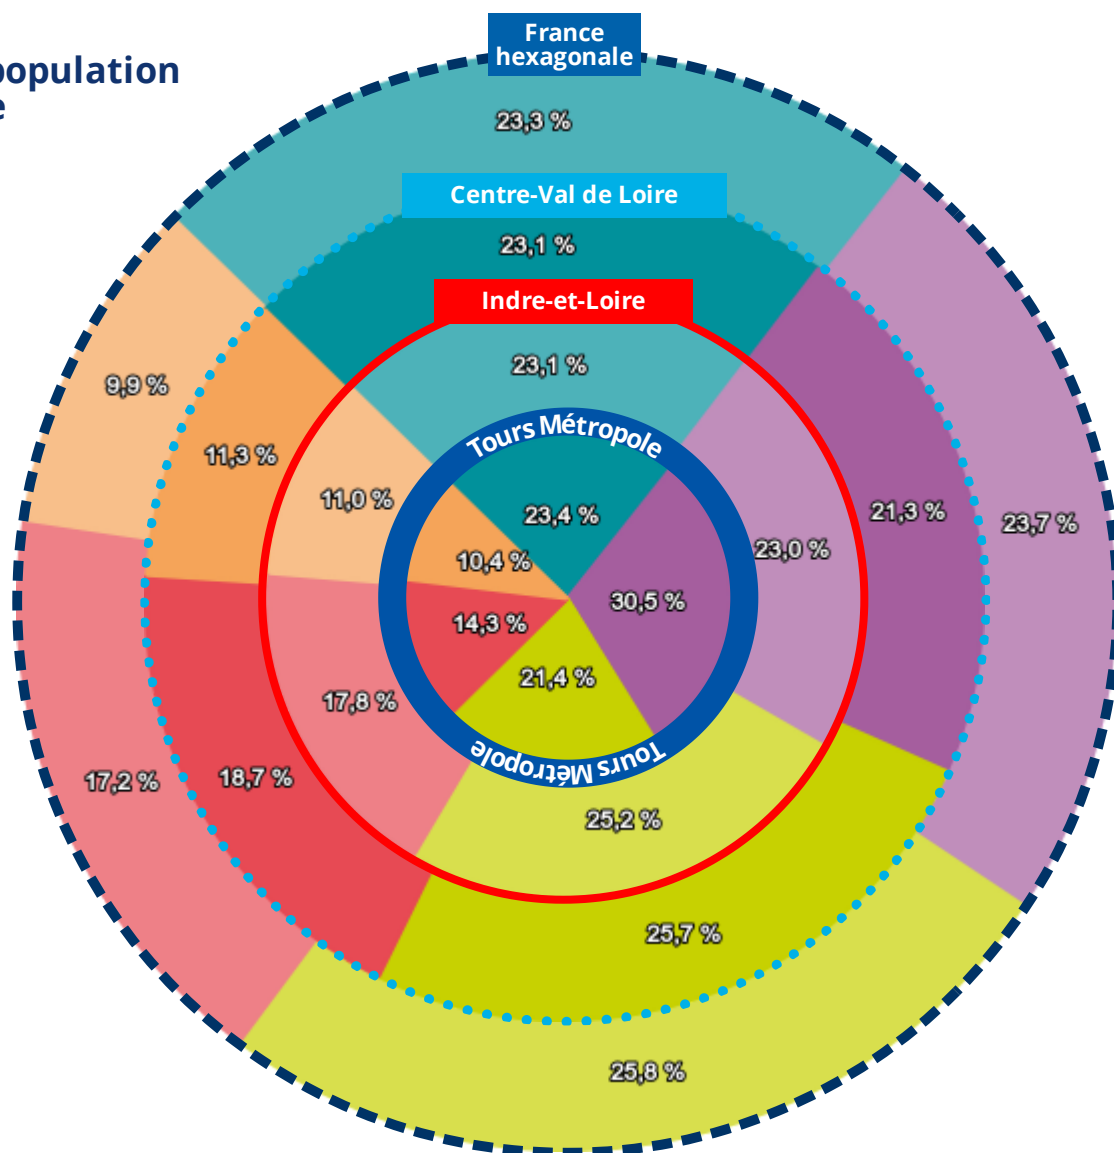 population
e
France
hexagonale
23,3 %
Centre-Val de Loire
23,1 %
Indre-et-Loire
23,1 %
Tours Métropole
9,9 %
11,3 %
11,0 %
23,4 %
21,3 %
23,7 %
23,0 %
10,4 %
30,5 %
14,3 %
21,4 %
17,8 %
Tours Métropole
17,2 %
18,7 %
25,2 %
25,7 %
25,8 %